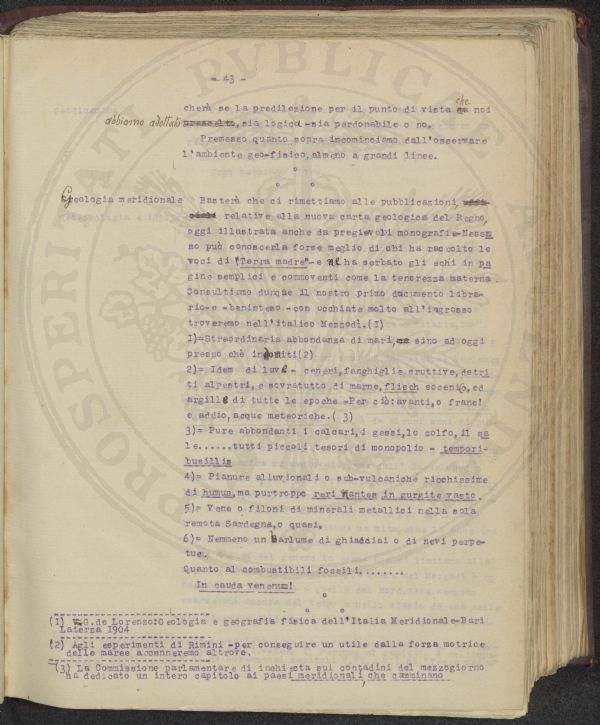 - 43 -
cherà se la predilezione per il punto di vista che da noi
abbiamo adottato prescelto, sia logica -sia perdonabile o no.
Premesso quanto sopra incominciamo dall'osservare
l'ambiente geo-fisico, almeno a grandi linee.
° ° °
Geologia meridionale Basterà che ci rimettiamo alle pubblicazioni, uffi
ciali relative alla nuova carta geologica del Regno,
oggi illustrata anche da pregievoli monografie-Nessu
no può conoscerla forse meglio di chi ha raccolto le
voci di "Terra madre"-e ne ha serbato gli echi in pa
gine semplici e commoventi come la tenerezza materna.
Consultiamo dunque il nostro primo documento libra-
rio-e -beninteso -con occhiate molto all'ingrosso
troveremo nell'italico Mezzodì.(1)
1)=Straordinaria abbondanza di mari, sino ad oggi
presso chè indomiti(2)
2)= Idem di lave - ceneri, fanghiglie eruttive, detri
ti alpestri, e sovratutto di marne, flisch eocenico, ed
argille di tutte le epoche -Per ciò:avanti, o frane!
e addio, acque meteoriche.( 3)
3)= Pure abbondanti i calcari, i gessi, lo zolfo, il sa
le......tutti piccoli tesori di monopolio - tempori-
busillis
4)= Pianure alluvionali o sub-vulcaniche ricchissime
di humus, ma purtroppo reri nantes in gurgite vasto.
5)= Vene o filoni di minerali metallici nella sola
remota Sardegna, o quasi.
6)= Nemmeno un barlume di ghiacciai o di nevi perpe-
tue.
Quanto al combustibili fossili........
In cauda venenum!
° ° °
(1) G.de Lorenzo:Geologia e geografia fisica dell'Italia Meridionale-Bari
Laterza 1904
(2) Agli esperimenti di Rimini -per conseguire un utile dalla forza motrice
delle maree accenneremo altrove.
(3) La Commissione parlamentare di inchiesta sui contadini del mezzogiorno
ha dedicato un intero capitolo ai paesi meridionali, che camminano